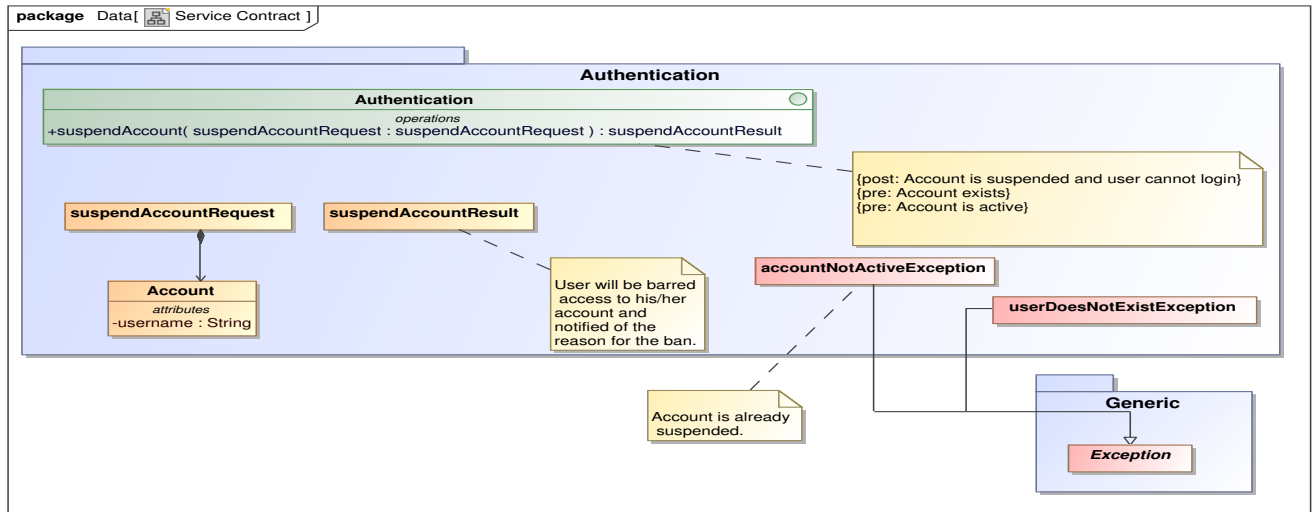 package Data[ Service Contract ]
Authentication
Authentication
operations
+suspendAccount( suspendAccountRequest : suspendAccountRequest ) : suspendAccountResult
{post: Account is suspended and user cannot login}
{pre: Account exists}
{pre: Account is active}
suspendAccountRequest
suspendAccountResult
Account
attributes
-username : String
User will be barred
access to his/her
account and
notified of the
reason for the ban.
accountNotActiveException
userDoesNotExistException
Account is already
suspended.
Generic
Exception